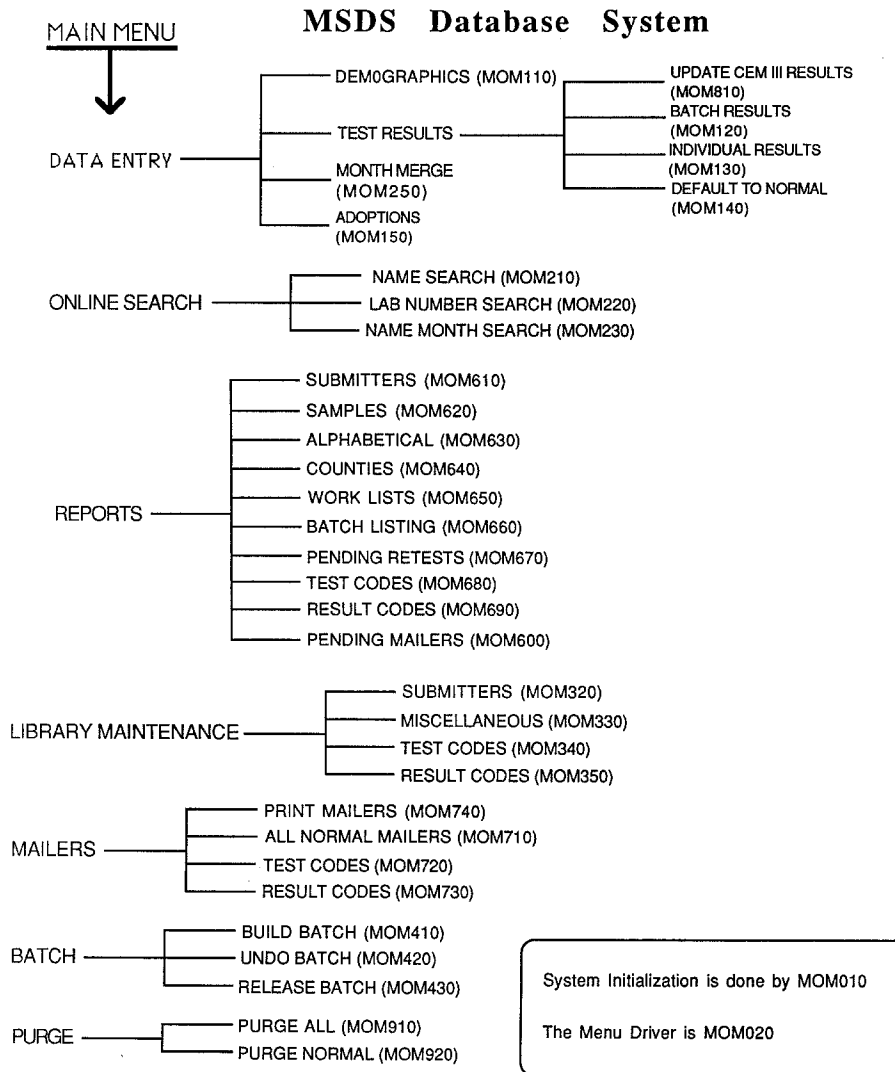 MSDS Database System
MAIN MENU
DATA ENTRY
DEM0GRAPHICS (MOM110)
TEST RESULTS
UPDATE CEM III RESULTS
(MOM810)
BATCH RESULTS
(MOM120)
INDIVIDUAL RESULTS
(MOM130)
DEFAULT TO NORMAL
(MOM140)
MONTH MERGE
(MOM250)
ADOPTIONS
(MOM150)
ONLINE SEARCH
NAME SEARCH (MOM210)
LAB NUMBER SEARCH (MOM220)
NAME MONTH SEARCH (MOM230)
REPORTS
SUBMITTERS (MOM610)
SAMPLES (MOM620)
ALPHABETICAL (MOM630)
COUNTIES (MOM640)
WORK LISTS (MOM650)
BATCH LISTING (MOM660)
PENDING RETESTS (MOM670)
TEST CODES (MOM680)
RESULT CODES (MOM690)
PENDING MAILERS (MOM600)
LIBRARY MAINTENANCE
SUBMITTERS (MOM320)
MISCELLANEOUS (MOM330)
TEST CODES (MOM340)
RESULT CODES (MOM350)
MAILERS
PRINT MAILERS (MOM740)
ALL NORMAL MAILERS (MOM710)
TEST CODES (MOM720)
RESULT CODES (MOM730)
BATCH
BUILD BATCH (MOM410)
UNDO BATCH (MOM420)
RELEASE BATCH (MOM430)
PURGE
PURGE ALL (MOM910)
PURGE NORMAL (MOM920)
System Initialization is done by MOM010
The Menu Driver is MOM020